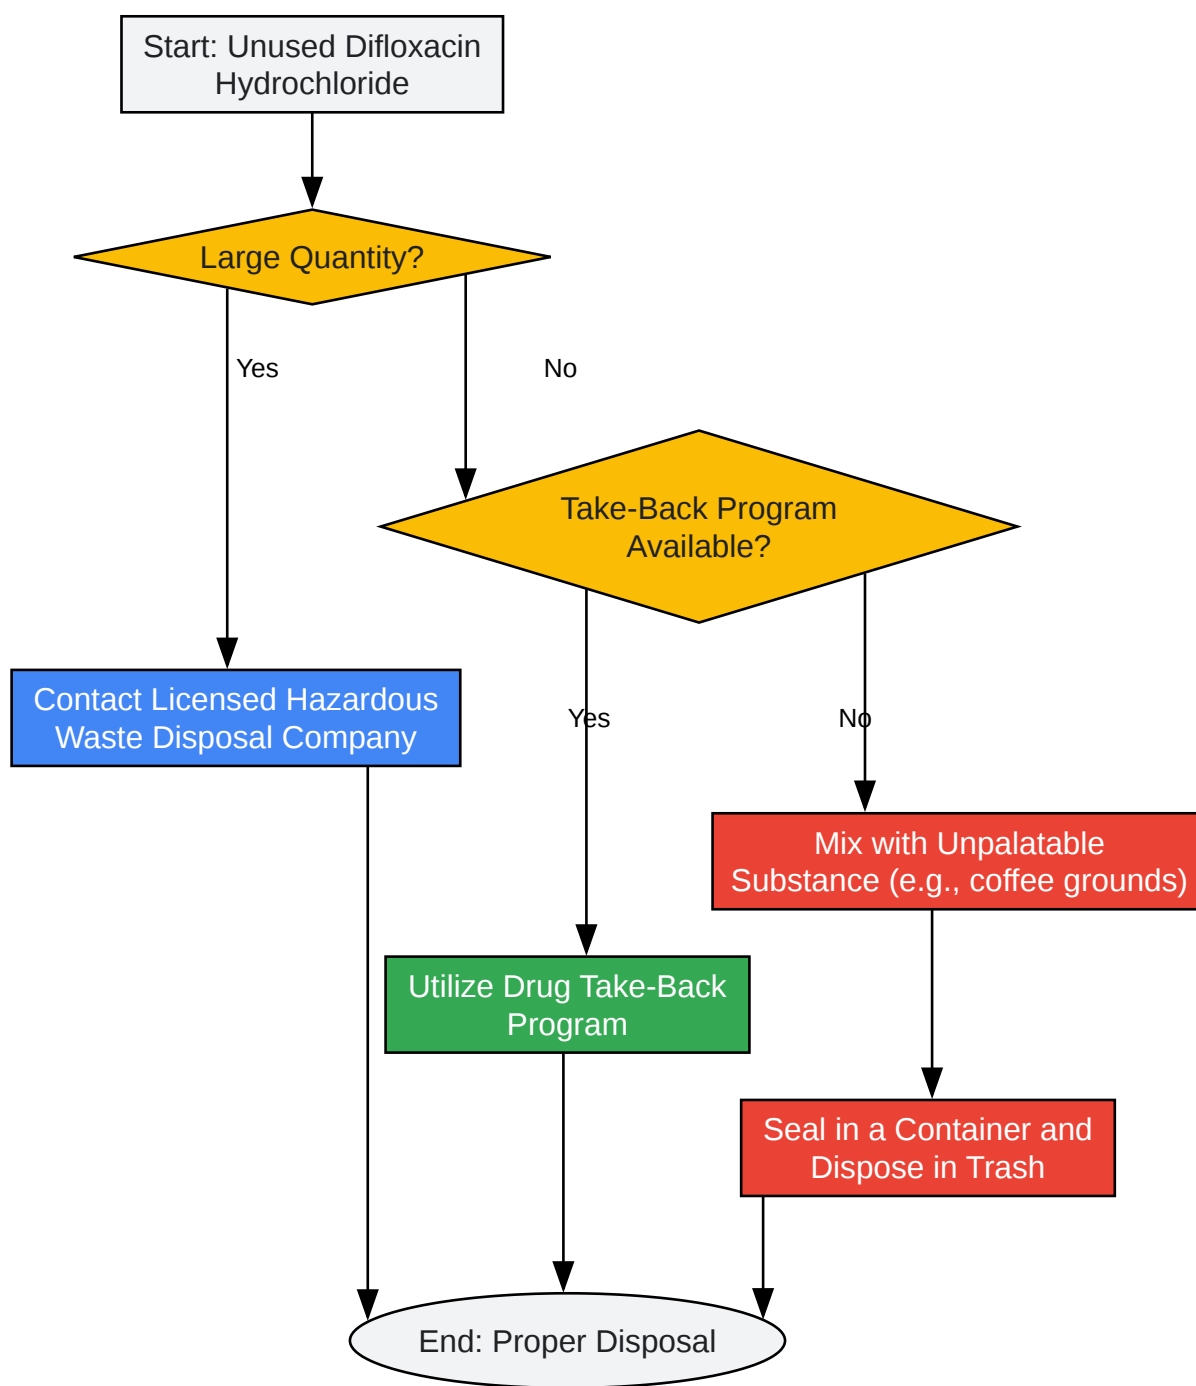 Start: Unused Difloxacin
Hydrochloride
Large Quantity?
Yes
No
Take-Back Program
Available?
Contact Licensed Hazardous
Waste Disposal Company
Yes
No
Mix with Unpalatable
Substance (e.g., coffee grounds)
Utilize Drug Take-Back
Program
Seal in a Container and
Dispose in Trash
End: Proper Disposal